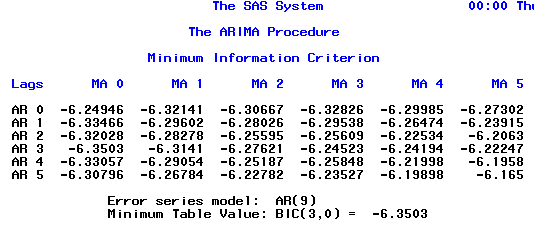 The SAS System 00:00 Thu
The ARIMA Procedure
Minimum Information Criterion
Lags MA 0 MA 1 MA 2 MA 3 MA 4 MA 5
AR 0 -6.24946 -6.32141 -6.30667 -6.32826 -6.29985 -6.27302
AR 1 -6.33466 -6.29602 -6.28026 -6.29538 -6.26474 -6.23915
AR 2 -6.32028 -6.28278 -6.25595 -6.25609 -6.22534 -6.2063
AR 3 -6.3503 -6.3141 -6.27621 -6.24523 -6.24194 -6.22247
AR 4 -6.33057 -6.29054 -6.25187 -6.25848 -6.21998 -6.1958
AR 5 -6.30796 -6.26784 -6.22782 -6.23527 -6.19898 -6.165
Error series model: AR(9)
Minimum Table Value: BIC(3,0) = -6.3503